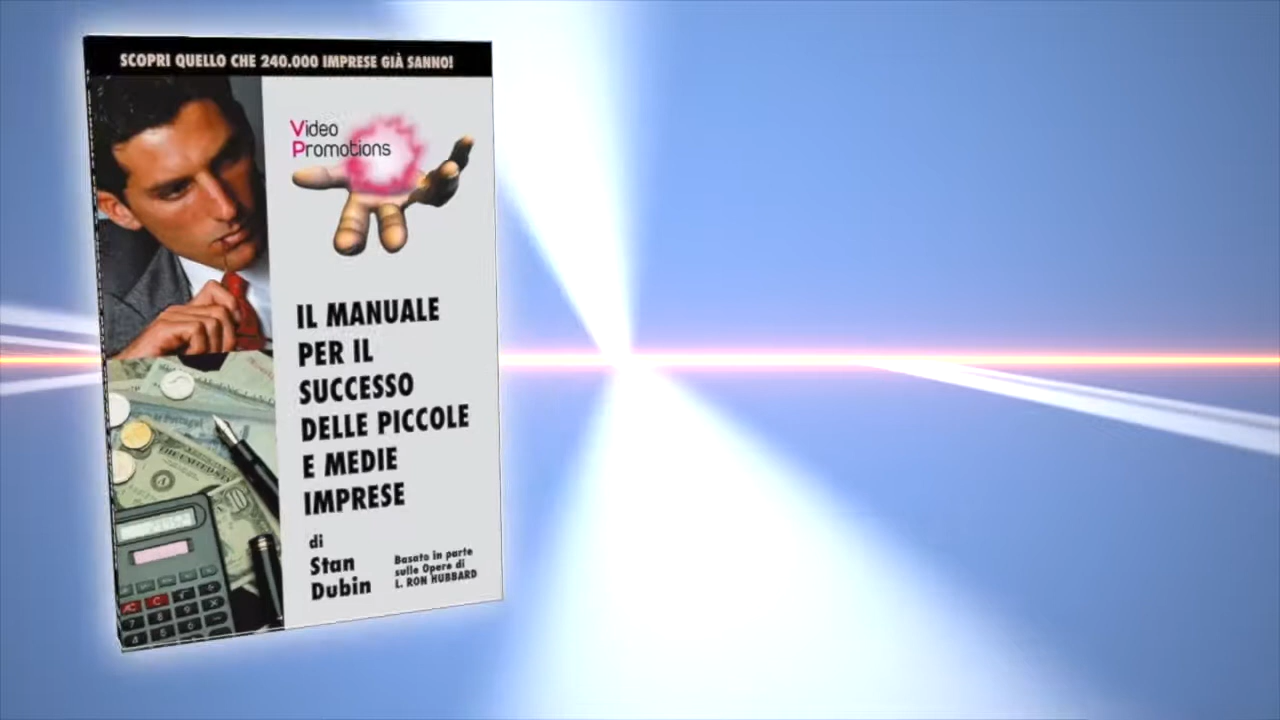 SCOPRI QUELLO CHE 240.000 IMPRESE GIÀ SANNO!
Video
Promotions
IL MANUALE
PER IL
SUCCESSO
DELLE PICCOLE
E MEDIE
IMPRESE
di
Stan
Dubin
Basato in parte
sulle Opere di
L. RON HUBBARD